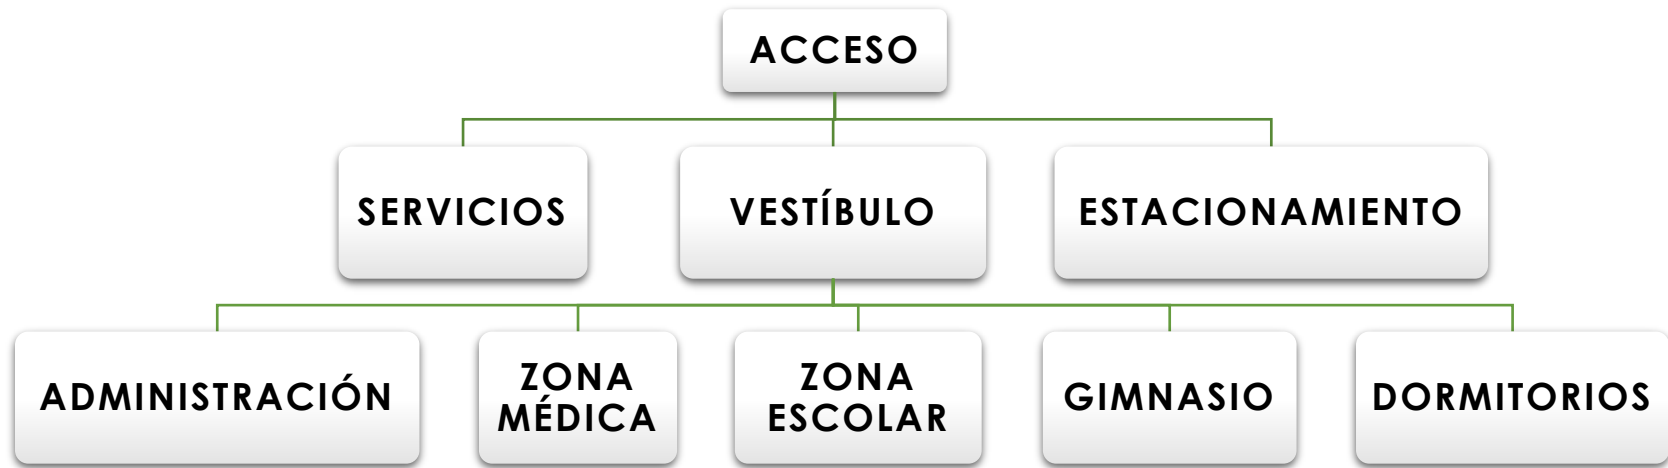 ACCESO
SERVICIOS
VESTÍBULO
ESTACIONAMIENTO
ADMINISTRACIÓN
ZONA
MÉDICA
ZONA
ESCOLAR
GIMNASIO
DORMITORIOS